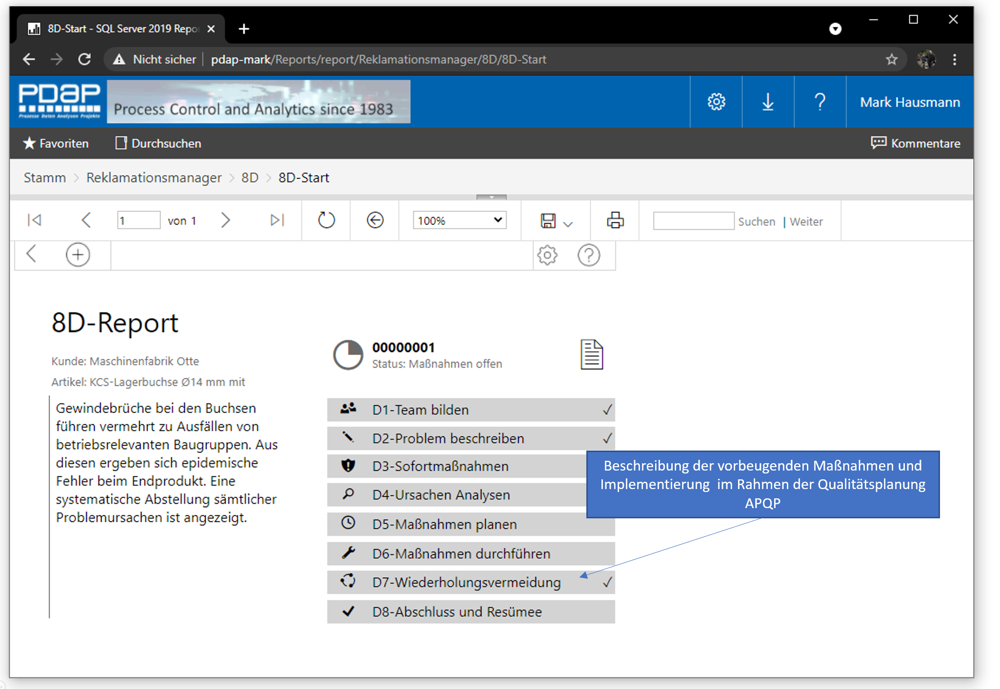 8D-Start - SQL Server 2019 Repo
Nicht sicher | pdap-mark/Reports/report/Reklamationsmanager/8D/8D-Start
PDAP
Prozesse Daten Analysen Projekte
Process Control and Analytics since 1983
?
Mark Hausmann
Favoriten
Durchsuchen
Kommentare
Stamm > Reklamationsmanager > 8D > 8D-Start
1 von 1
100%
Suchen | Weiter
?
8D-Report
Kunde: Maschinenfabrik Otte
Artikel: KCS-Lagerbuchse Ø14 mm mit
Gewindebrüche bei den Buchsen
führen vermehrt zu Ausfällen von
betriebsrelevanten Baugruppen. Aus
diesen ergeben sich epidemische
Fehler beim Endprodukt. Eine
systematische Abstellung sämtlicher
Problemursachen ist angezeigt.
00000001
Status: Maßnahmen offen
D1-Team bilden ✓
D2-Problem beschreiben ✓
D3-Sofortmaßnahmen
D4-Ursachen Analysen
D5-Maßnahmen planen
D6-Maßnahmen durchführen
D7-Wiederholungsvermeidung ✓
D8-Abschluss und Resümee
Beschreibung der vorbeugenden Maßnahmen und
Implementierung im Rahmen der Qualitätsplanung
APQP